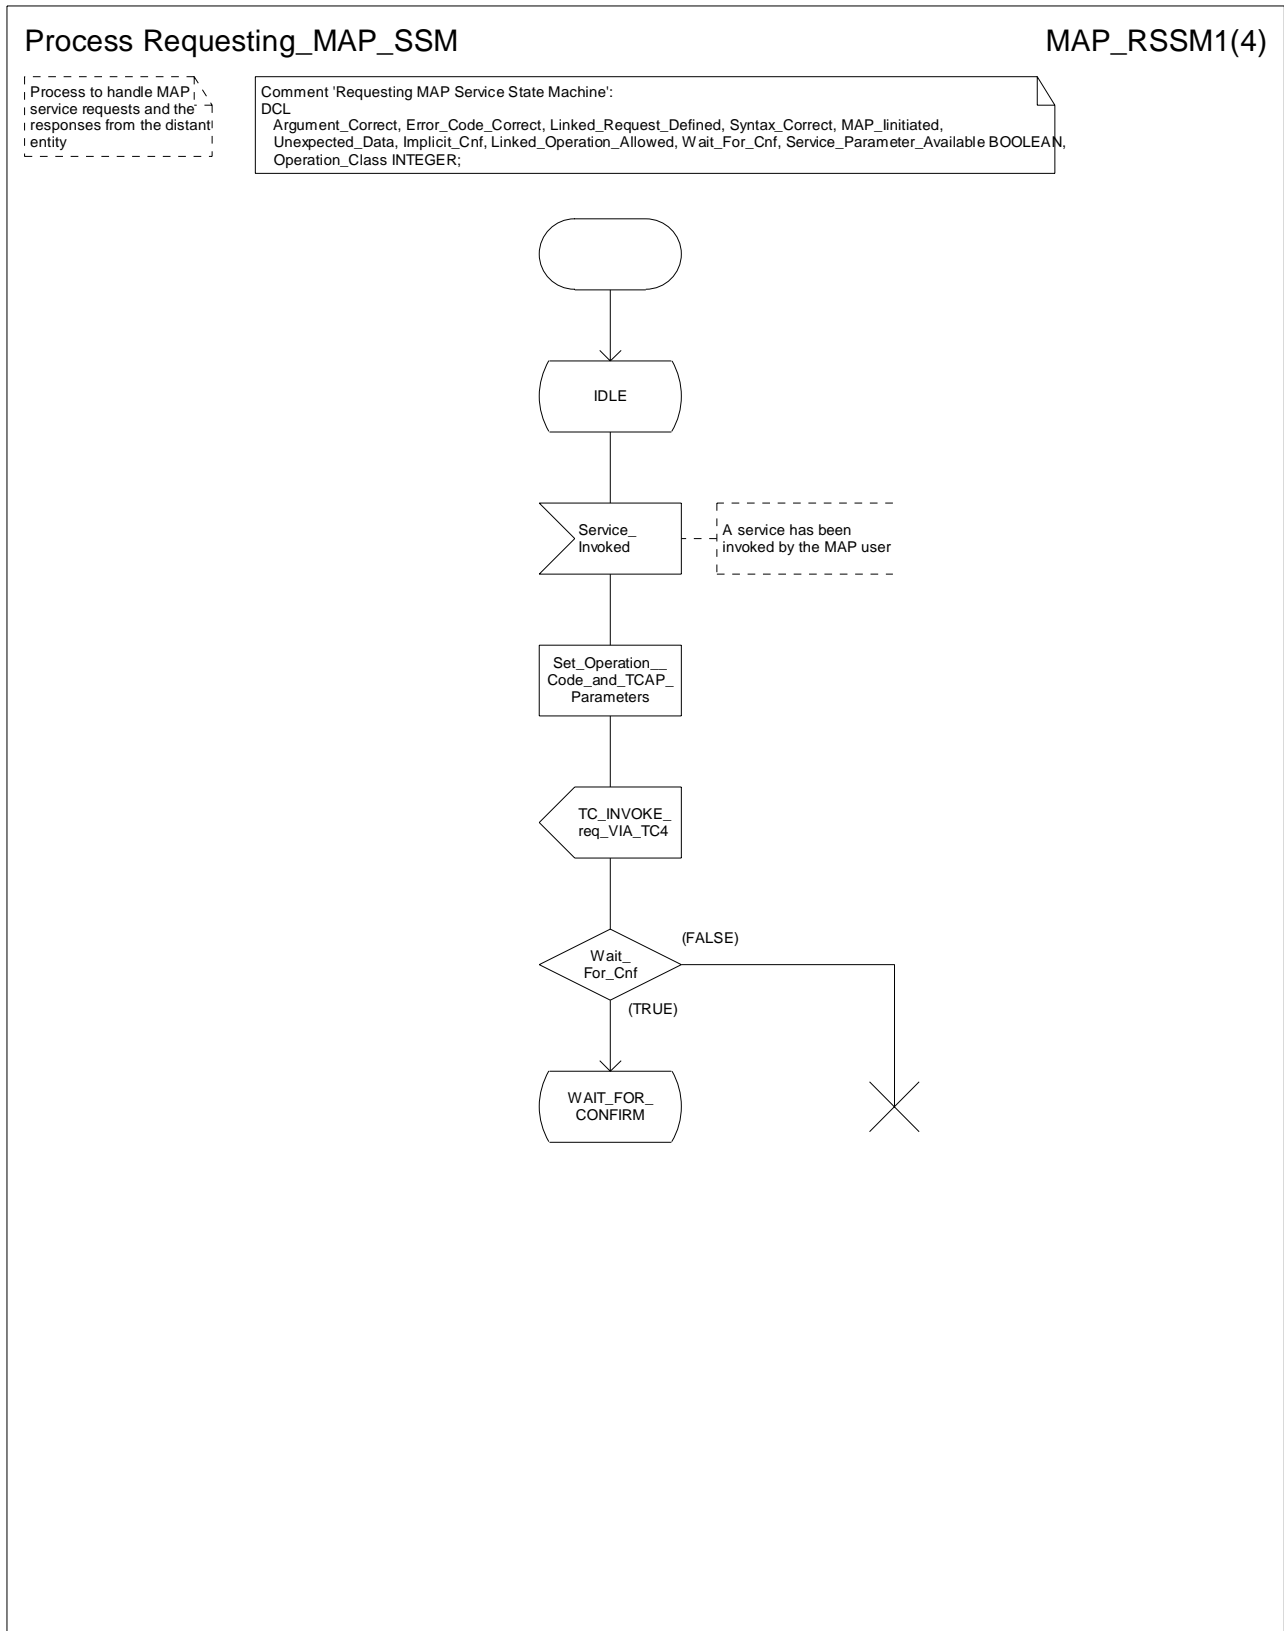 Process Requesting_MAP_SSM
MAP_RSSM1(4)
Process to handle MAP
service requests and the
responses from the distant
entity
Comment 'Requesting MAP Service State Machine':
DCL
Argument_Correct, Error_Code_Correct, Linked_Request_Defined, Syntax_Correct, MAP_Iinitiated,
Unexpected_Data, Implicit_Cnf, Linked_Operation_Allowed, Wait_For_Cnf, Service_Parameter_Available BOOLEAN,
Operation_Class INTEGER;
IDLE
Service_
Invoked
A service has been
invoked by the MAP user
Set_Operation__
Code_and_TCAP_
Parameters
TC_INVOKE_
req_VIA_TC4
Wait_
For_Cnf
(FALSE)
(TRUE)
WAIT_FOR_
CONFIRM